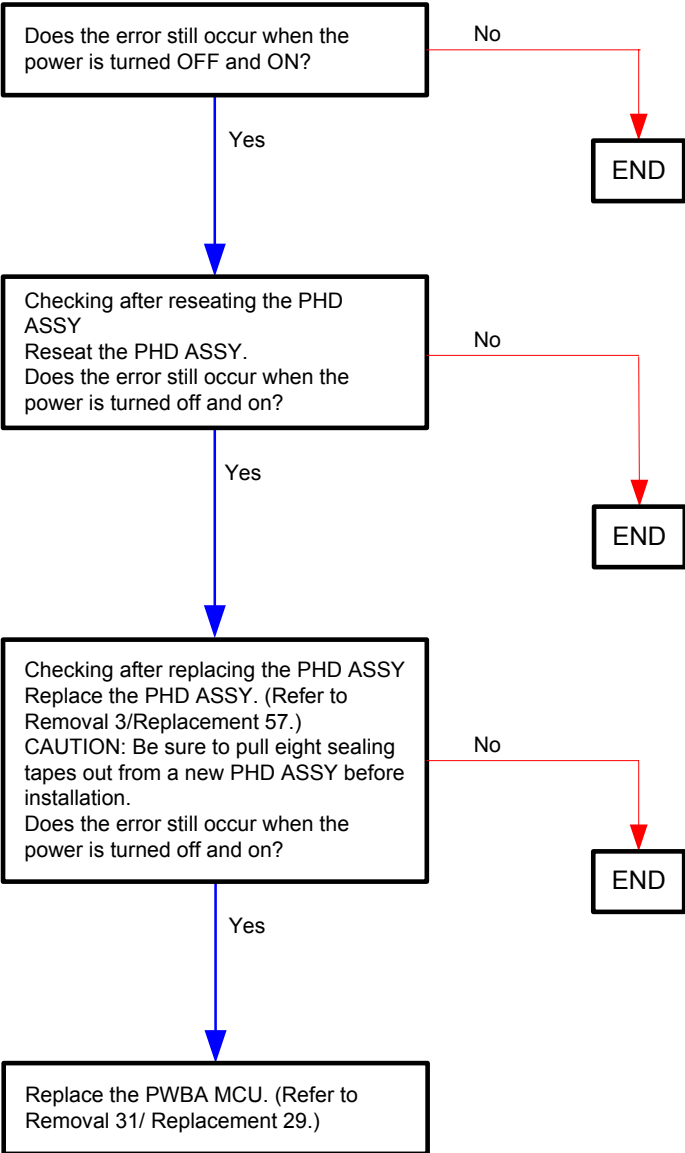 Does the error still occur when the
power is turned OFF and ON?
No
Yes
END
Checking after reseating the PHD
ASSY
Reseat the PHD ASSY.
Does the error still occur when the
power is turned off and on?
No
Yes
END
Checking after replacing the PHD ASSY
Replace the PHD ASSY. (Refer to
Removal 3/Replacement 57.)
CAUTION: Be sure to pull eight sealing
tapes out from a new PHD ASSY before
installation.
Does the error still occur when the
power is turned off and on?
No
END
Yes
Replace the PWBA MCU. (Refer to
Removal 31/ Replacement 29.)